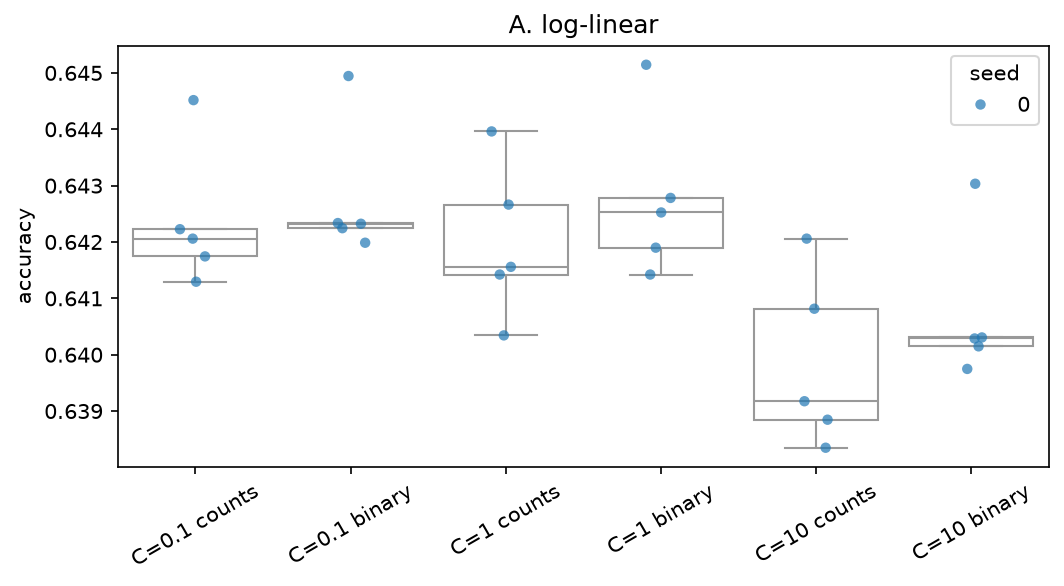 A. log-linear
accuracy
0.645
0.644
0.643
0.642
0.641
0.640
0.639
seed
0
C=0.1 counts
C=0.1 binary
C=1 counts
C=1 binary
C=10 counts
C=10 binary